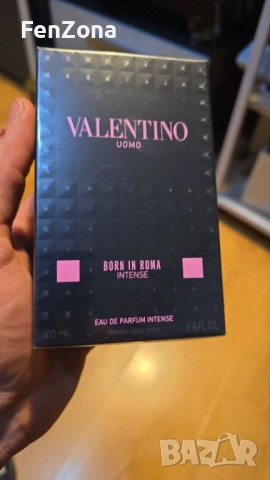 FenZona
VALENTINO
UOMO
BORN IN ROMA
INTENSE
EAU DE PARFUM INTENSE
100 ml
3.4 FL.OZ.
BAZAR